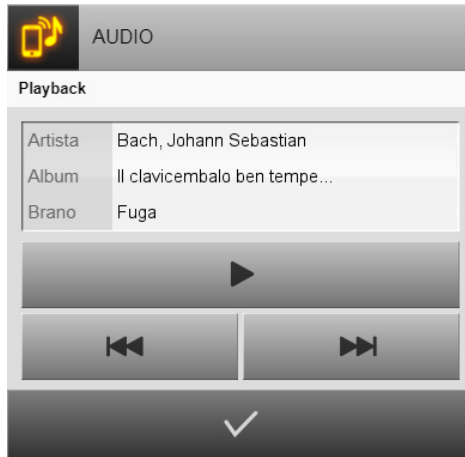 AUDIO
Playback
Artista Bach, Johann Sebastian
Album Il clavicembalo ben tempe...
Brano Fuga